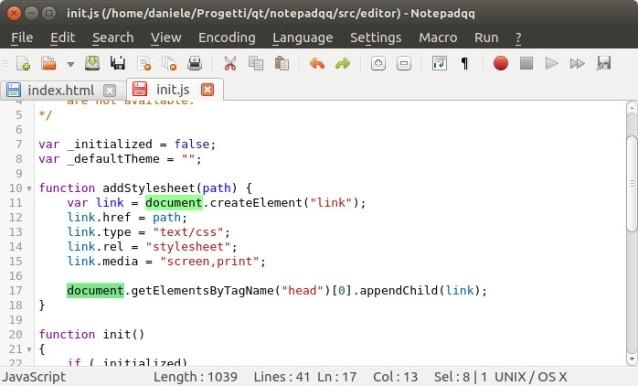 init.js (/home/daniele/Progetti/qt/notepadqq/src/editor) - Notepadqq
File Edit Search View Encoding Language Settings Macro Run ?
index.html init.js
4 are not available.
5 */
6
7 var _initialized = false;
8 var _defaultTheme = "";
9
10 function addStylesheet(path) {
11 var link = document.createElement("link");
12 link.href = path;
13 link.type = "text/css";
14 link.rel = "stylesheet";
15 link.media = "screen,print";
16
17 document.getElementsByTagName("head")[0].appendChild(link);
18 }
19
20 function init()
21 {
22 if (_initialized)
JavaScript Length : 1039 Lines : 41 Ln : 17 Col : 13 Sel : 8 | 1 UNIX / OS X